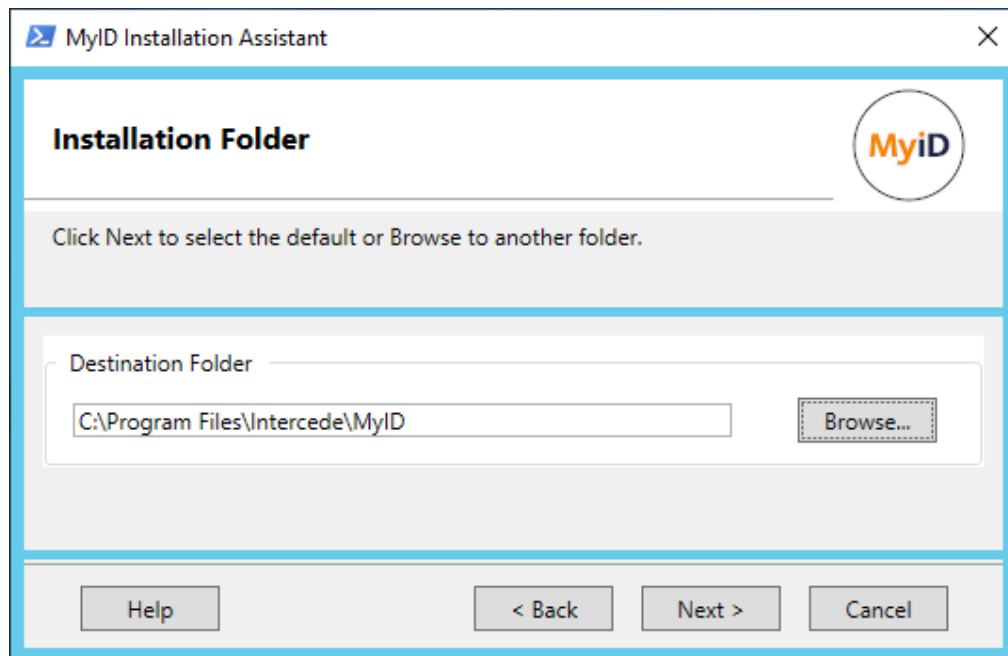 MyID Installation Assistant
Installation Folder
MyiD
Click Next to select the default or Browse to another folder.
Destination Folder
C:\Program Files\Intercede\MyID
Browse...
Help
< Back
Next >
Cancel